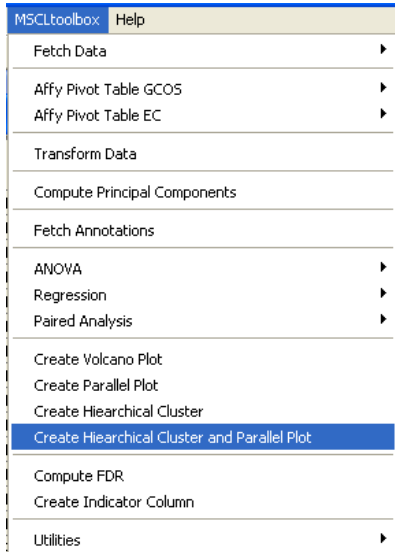 MSCLtoolbox Help
Fetch Data
Affy Pivot Table GCOS
Affy Pivot Table EC
Transform Data
Compute Principal Components
Fetch Annotations
ANOVA
Regression
Paired Analysis
Create Volcano Plot
Create Parallel Plot
Create Hiearchical Cluster
Create Hiearchical Cluster and Parallel Plot
Compute FDR
Create Indicator Column
Utilities